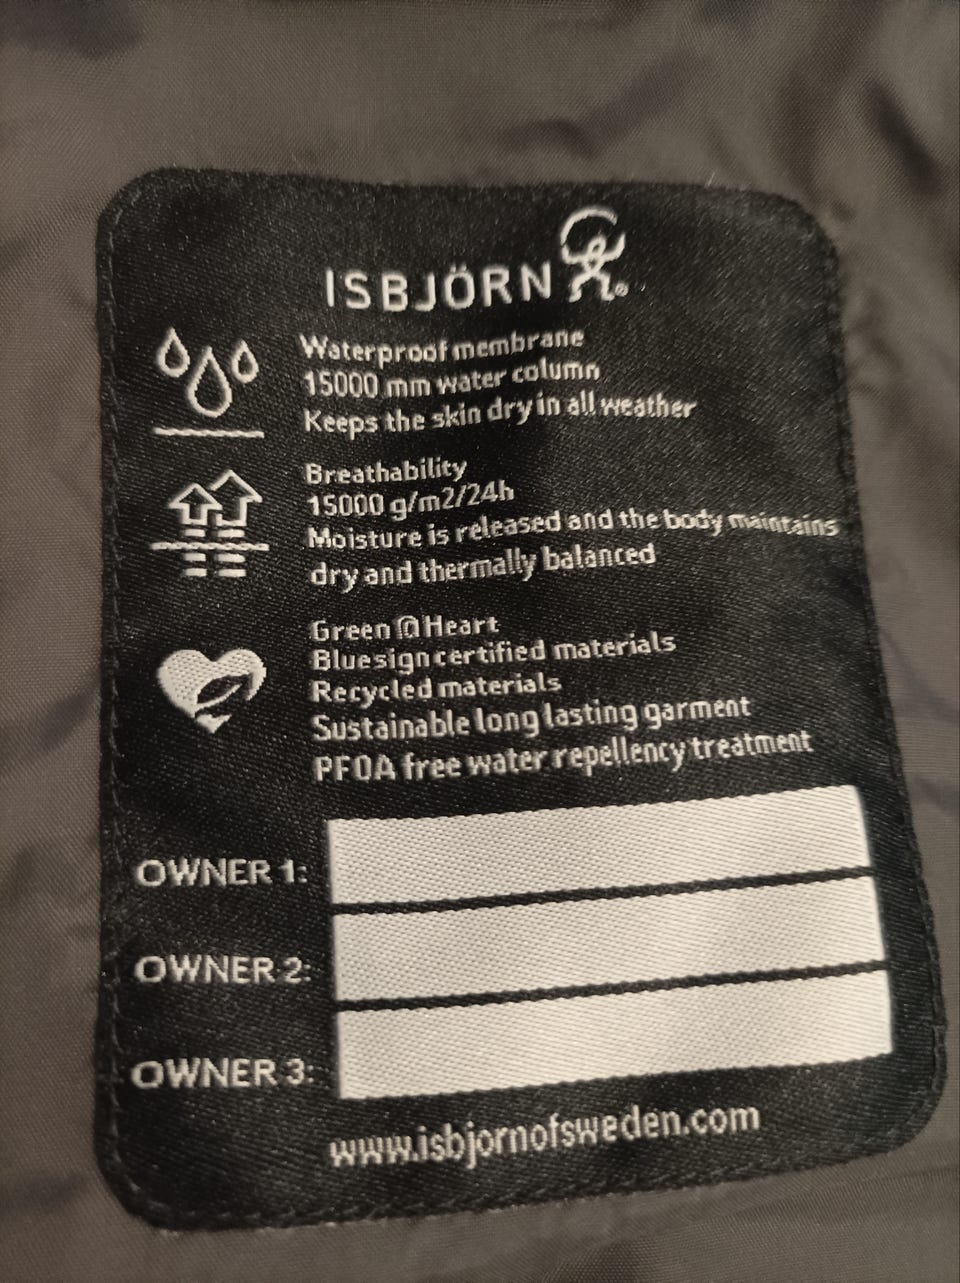 ISBJÖRN®
Waterproof membrane
15000 mm water column
Keeps the skin dry in all weather
Breathability
15000 g/m2/24h
Moisture is released and the body maintains
dry and thermally balanced
Green @ Heart
Bluesign certified materials
Recycled materials
Sustainable long lasting garment
PFOA free water repellency treatment
OWNER 1:
OWNER 2:
OWNER 3:
www.isbjornofsweden.com